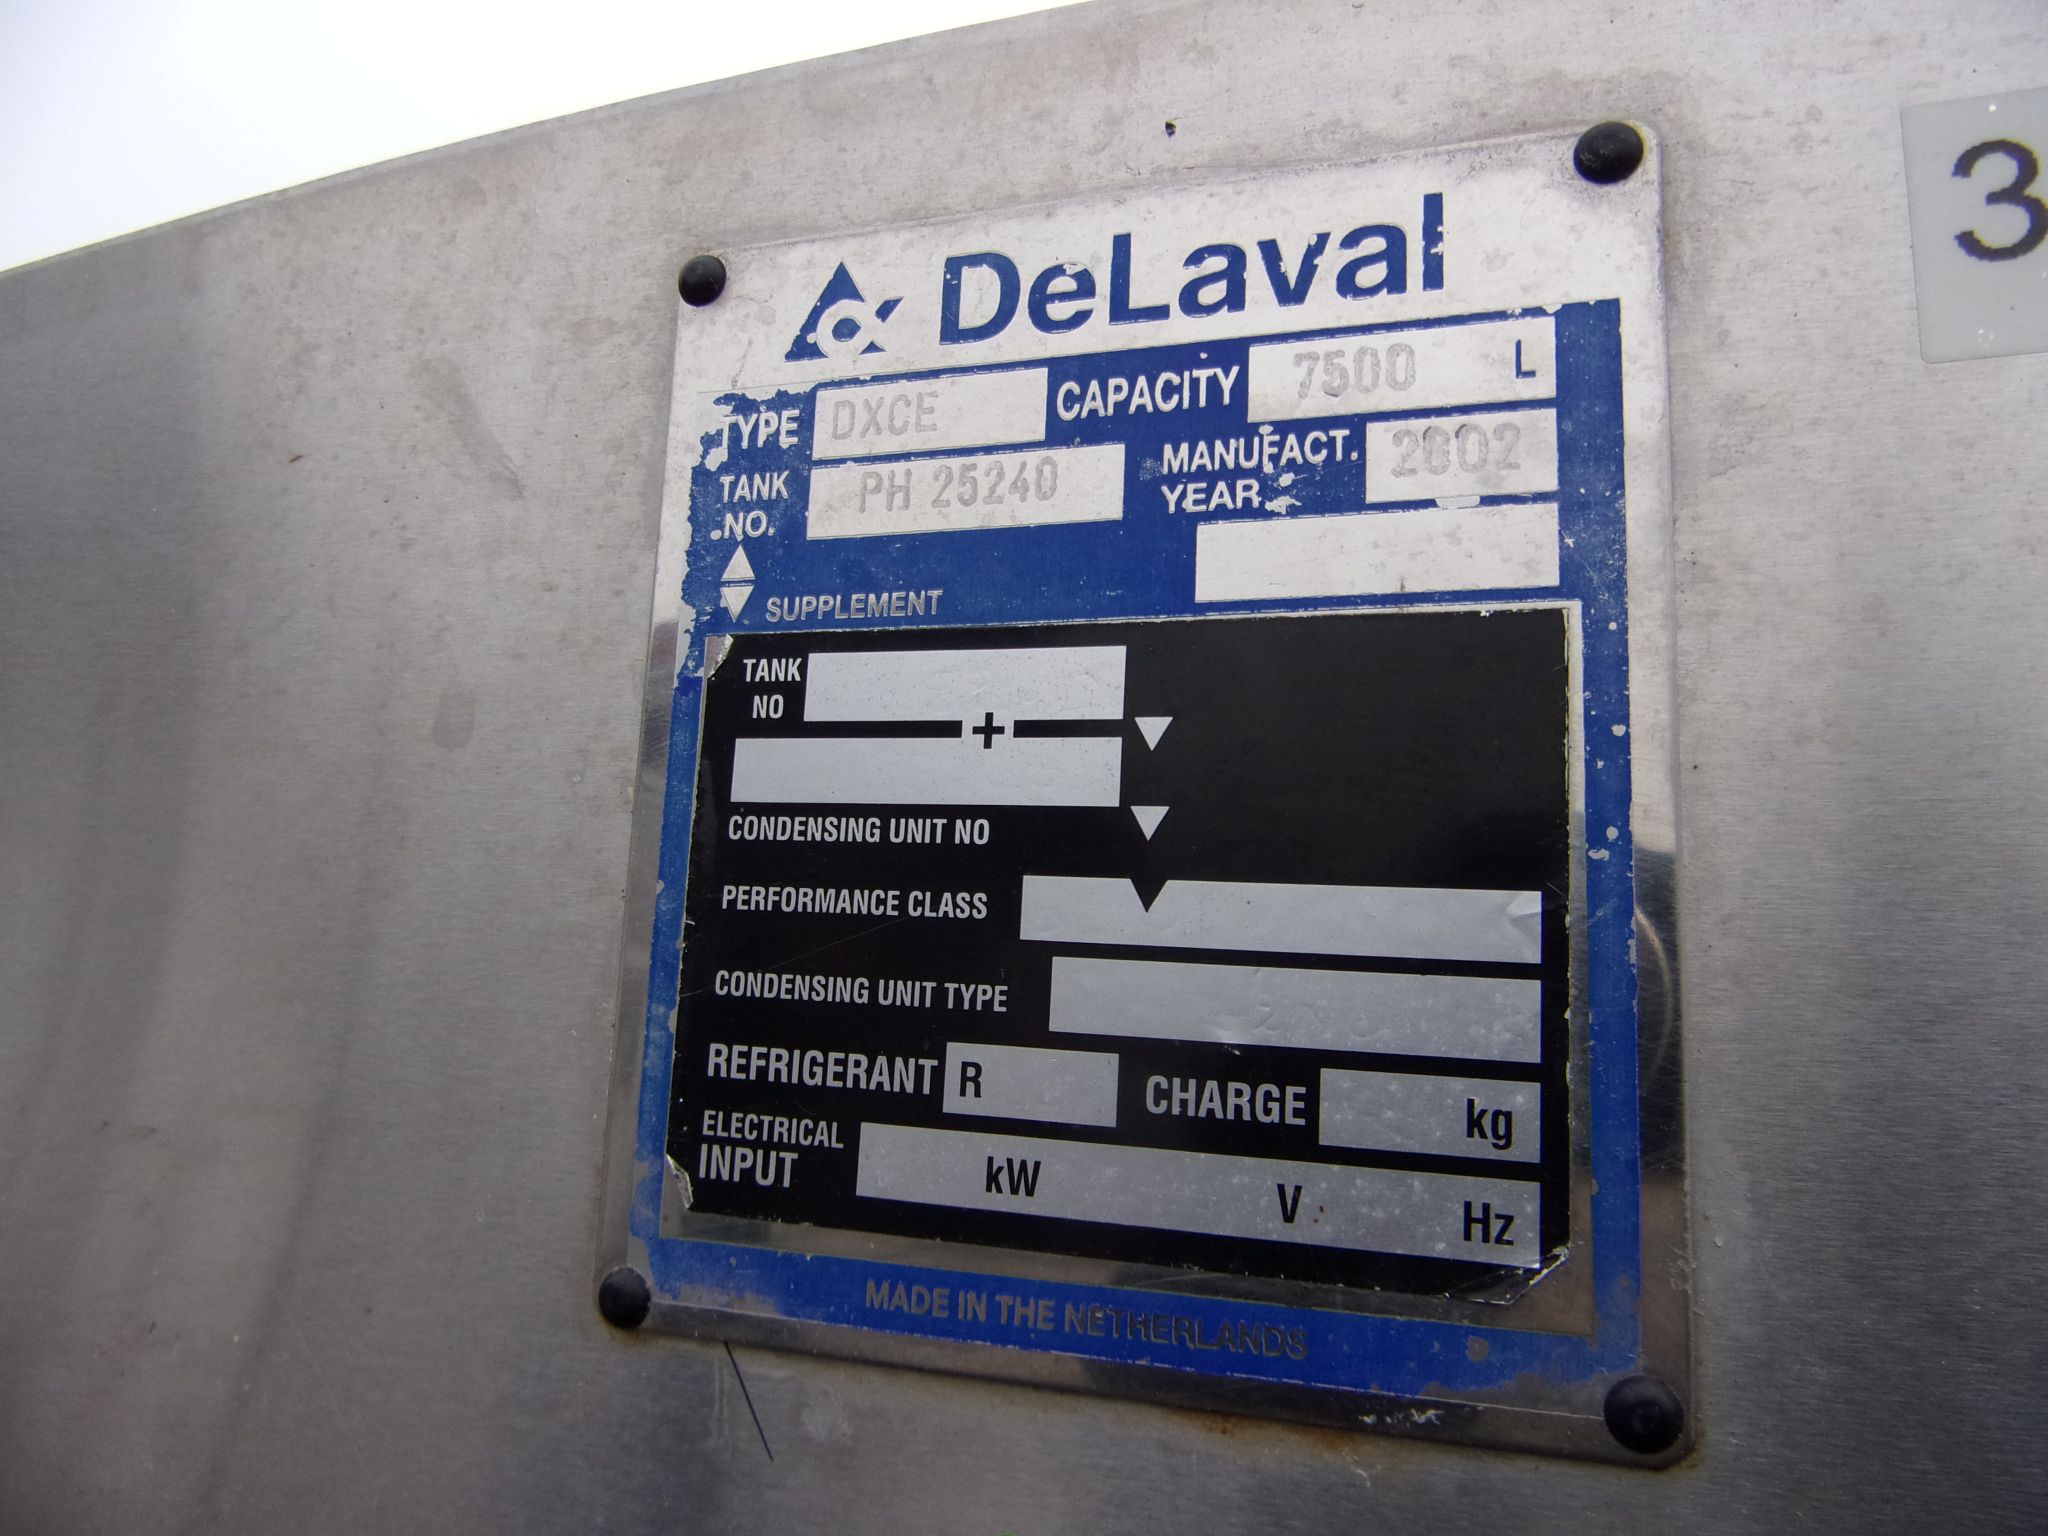 DeLaval
TYPE DXCE CAPACITY 7500 L
TANK NO. PH 25240 MANUFACT. YEAR 2002
SUPPLEMENT
TANK NO
+
CONDENSING UNIT NO
PERFORMANCE CLASS
CONDENSING UNIT TYPE
REFRIGERANT R CHARGE kg
ELECTRICAL INPUT kW V Hz
MADE IN THE NETHERLANDS
3